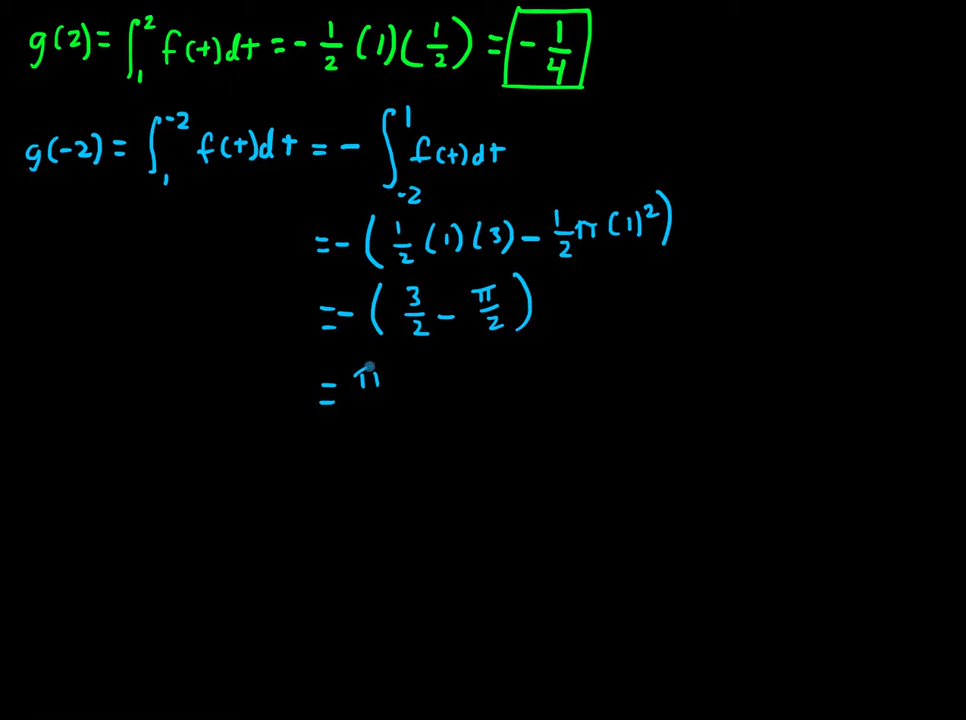 g(2) = ∫₁² f(t)dt = - 1/2 (1)(1/2) = - 1/4
g(-2) = ∫₁⁻² f(t)dt = - ∫₋₂¹ f(t)dt
= - (1/2 (1)(3) - 1/2 π(1)²)
= - (3/2 - π/2)
= π